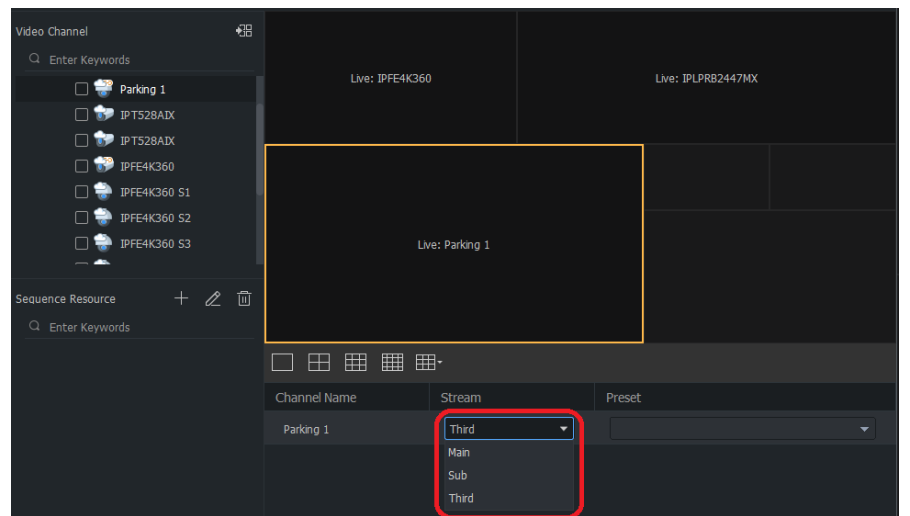 Video Channel
Enter Keywords
Parking 1
IPT528AIX
IPT528AIX
IPFE4K360
IPFE4K360 S1
IPFE4K360 S2
IPFE4K360 S3
Sequence Resource
Enter Keywords
Live: IPFE4K360
Live: IPLPRB2447MX
Live: Parking 1
Channel Name Stream Preset
Parking 1 Third
Main
Sub
Third